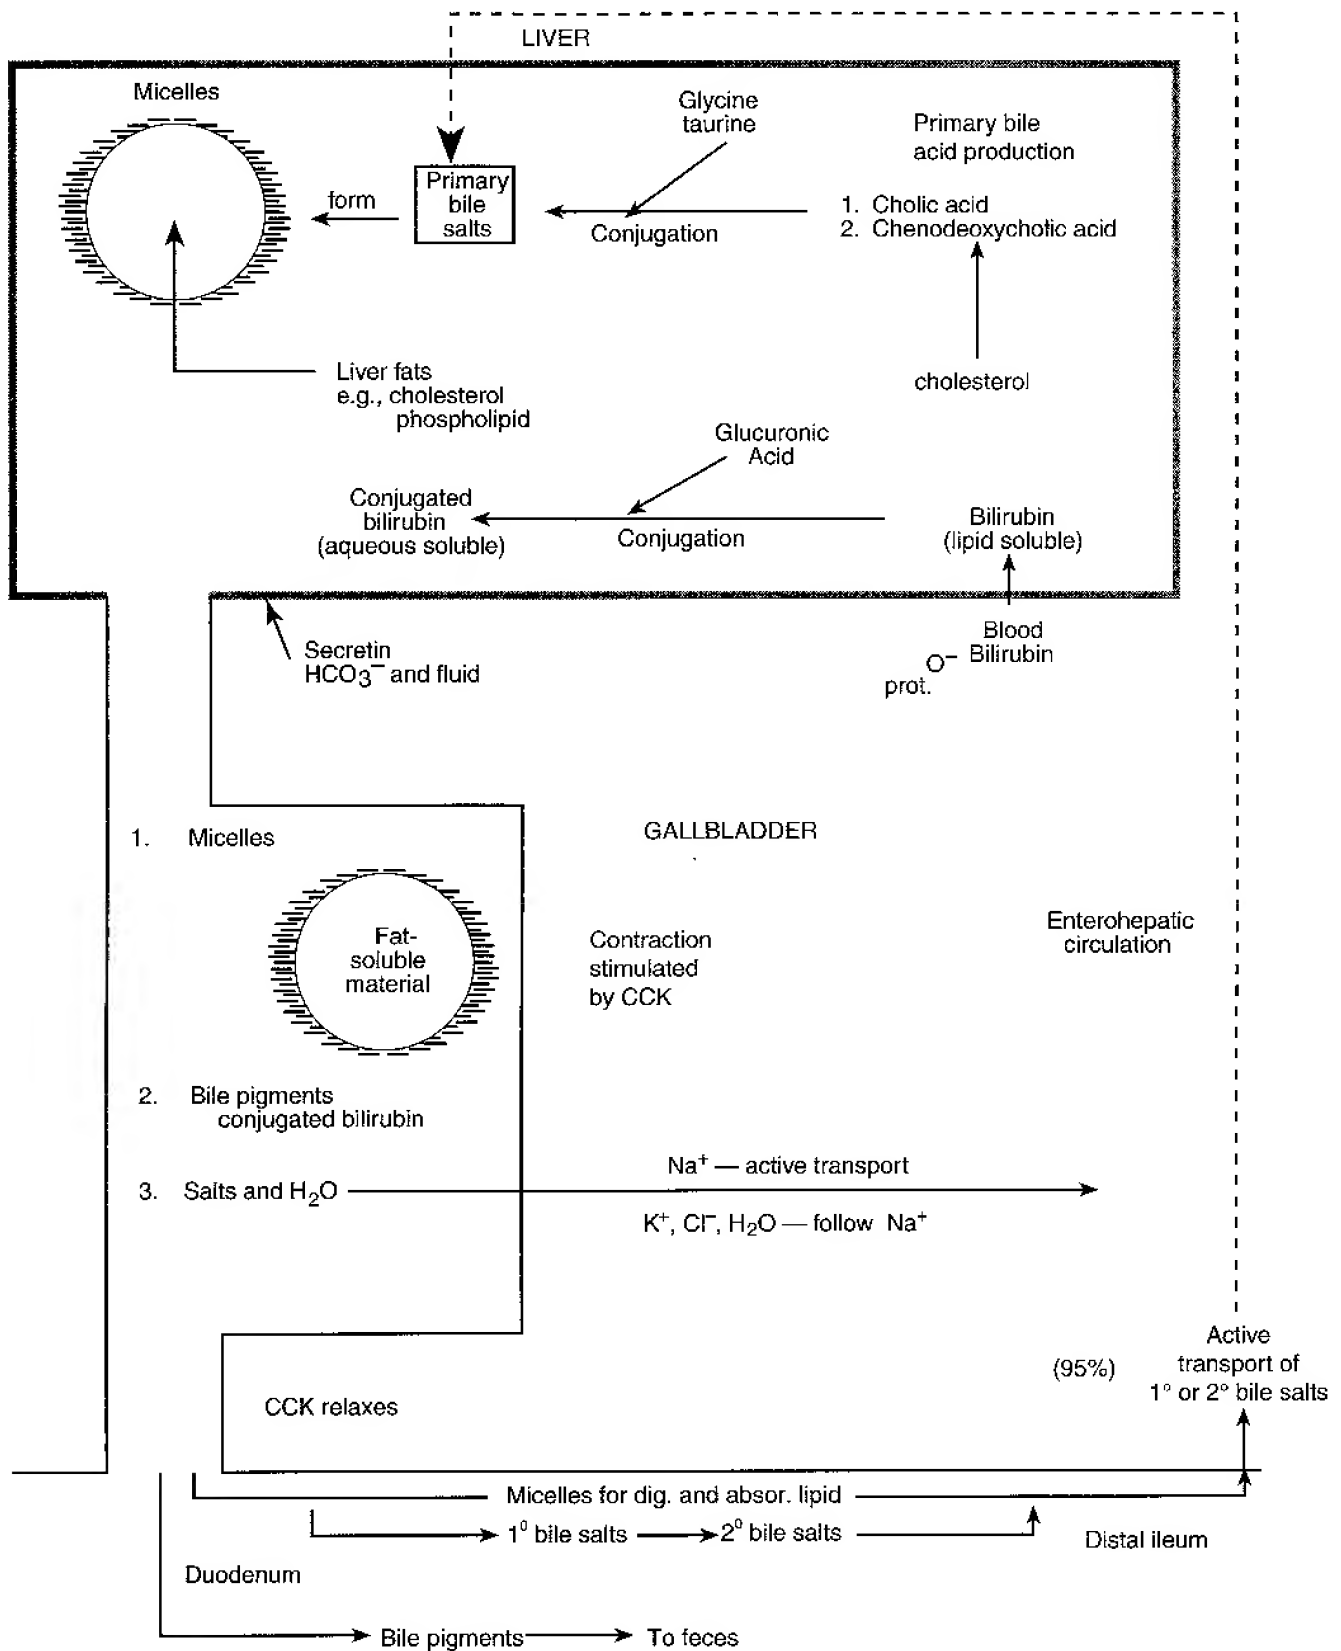 LIVER
Micelles
Glycine
taurine
Primary bile
acid production
Primary
bile
salts
form
Conjugation
1. Cholic acid
2. Chenodeoxycholic acid
Liver fats
e.g., cholesterol
phospholipid
cholesterol
Glucuronic
Acid
Conjugated
bilirubin
(aqueous soluble)
Conjugation
Bilirubin
(lipid soluble)
Secretin
HCO₃⁻ and fluid
Blood
Bilirubin
O⁻
prot.
1. Micelles
GALLBLADDER
Fat-
soluble
material
Contraction
stimulated
by CCK
Enterohepatic
circulation
2. Bile pigments
conjugated bilirubin
3. Salts and H₂O
Na⁺ — active transport
K⁺, Cl⁻, H₂O — follow Na⁺
CCK relaxes
(95%)
Active
transport of
1° or 2° bile salts
Micelles for dig. and absor. lipid
1° bile salts
2° bile salts
Distal ileum
Duodenum
Bile pigments
To feces